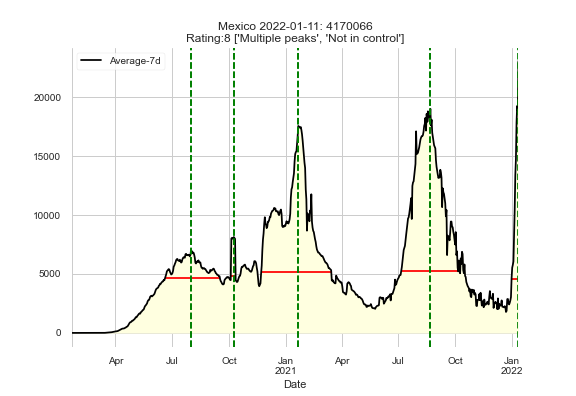 Mexico 2022-01-11: 4170066
Rating:8 ['Multiple peaks', 'Not in control']
Average-7d
20000
15000
10000
5000
0
Apr
Jul
Oct
Jan
2021
Apr
Jul
Oct
Jan
2022
Date